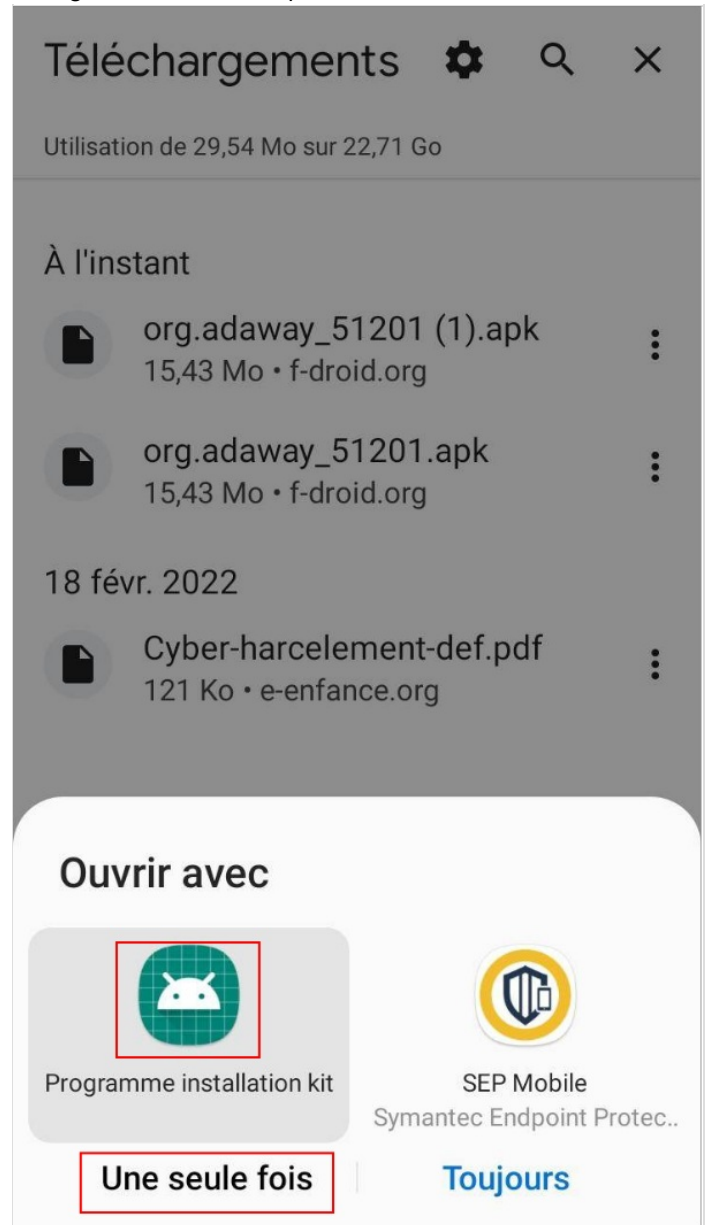 Téléchargements
Utilisation de 29,54 Mo sur 22,71 Go
À l'instant
org.adaway_51201 (1).apk
15,43 Mo • f-droid.org
org.adaway_51201.apk
15,43 Mo • f-droid.org
18 févr. 2022
Cyber-harcelement-def.pdf
121 Ko • e-enfance.org
Ouvrir avec
Programme installation kit
SEP Mobile
Symantec Endpoint Protec..
Une seule fois
Toujours